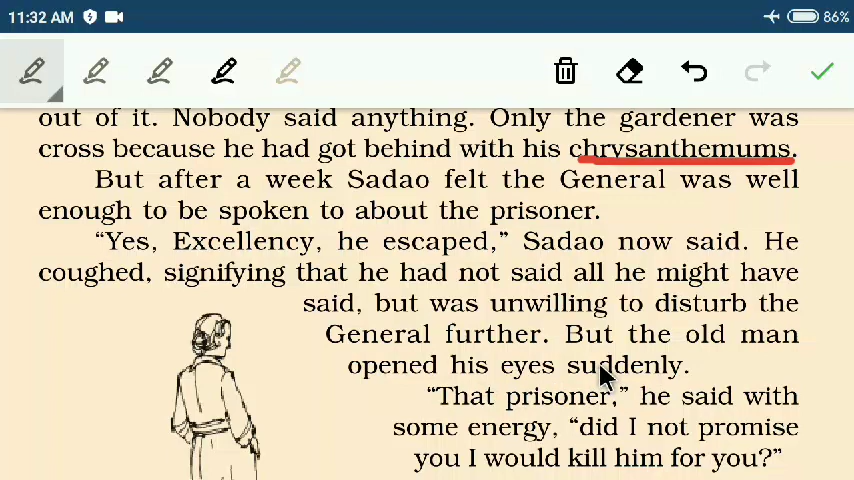 11:32 AM 86%
out of it. Nobody said anything. Only the gardener was
cross because he had got behind with his chrysanthemums.
But after a week Sadao felt the General was well
enough to be spoken to about the prisoner.
“Yes, Excellency, he escaped,” Sadao now said. He
coughed, signifying that he had not said all he might have
said, but was unwilling to disturb the
General further. But the old man
opened his eyes suddenly.
“That prisoner,” he said with
some energy, “did I not promise
you I would kill him for you?”